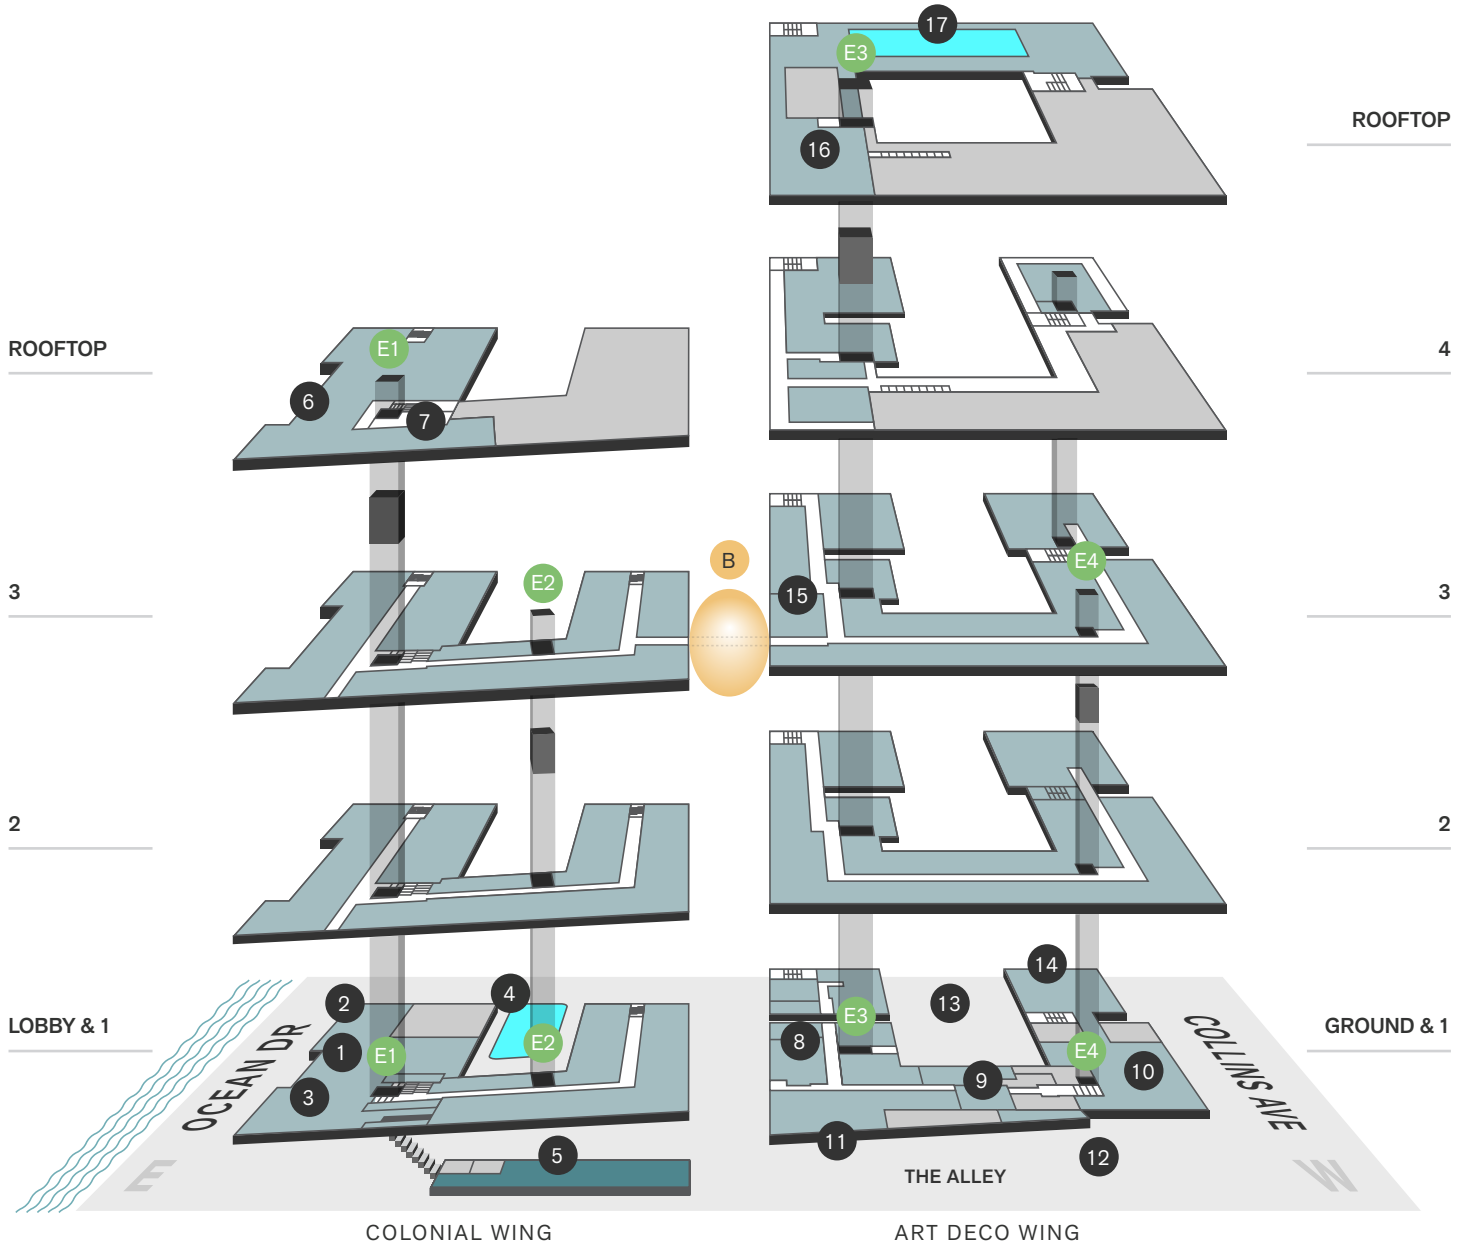 17
E3
ROOFTOP
16
ROOFTOP
E1
4
6
7
B
E2
E4
3
15
3
2
2
14
2
4
13
LOBBY & 1
OCEAN DR
1
E1
E2
8
E3
E4
COLLINS AVE
GROUND & 1
3
9
10
5
11
12
E
THE ALLEY
W
COLONIAL WING
ART DECO WING